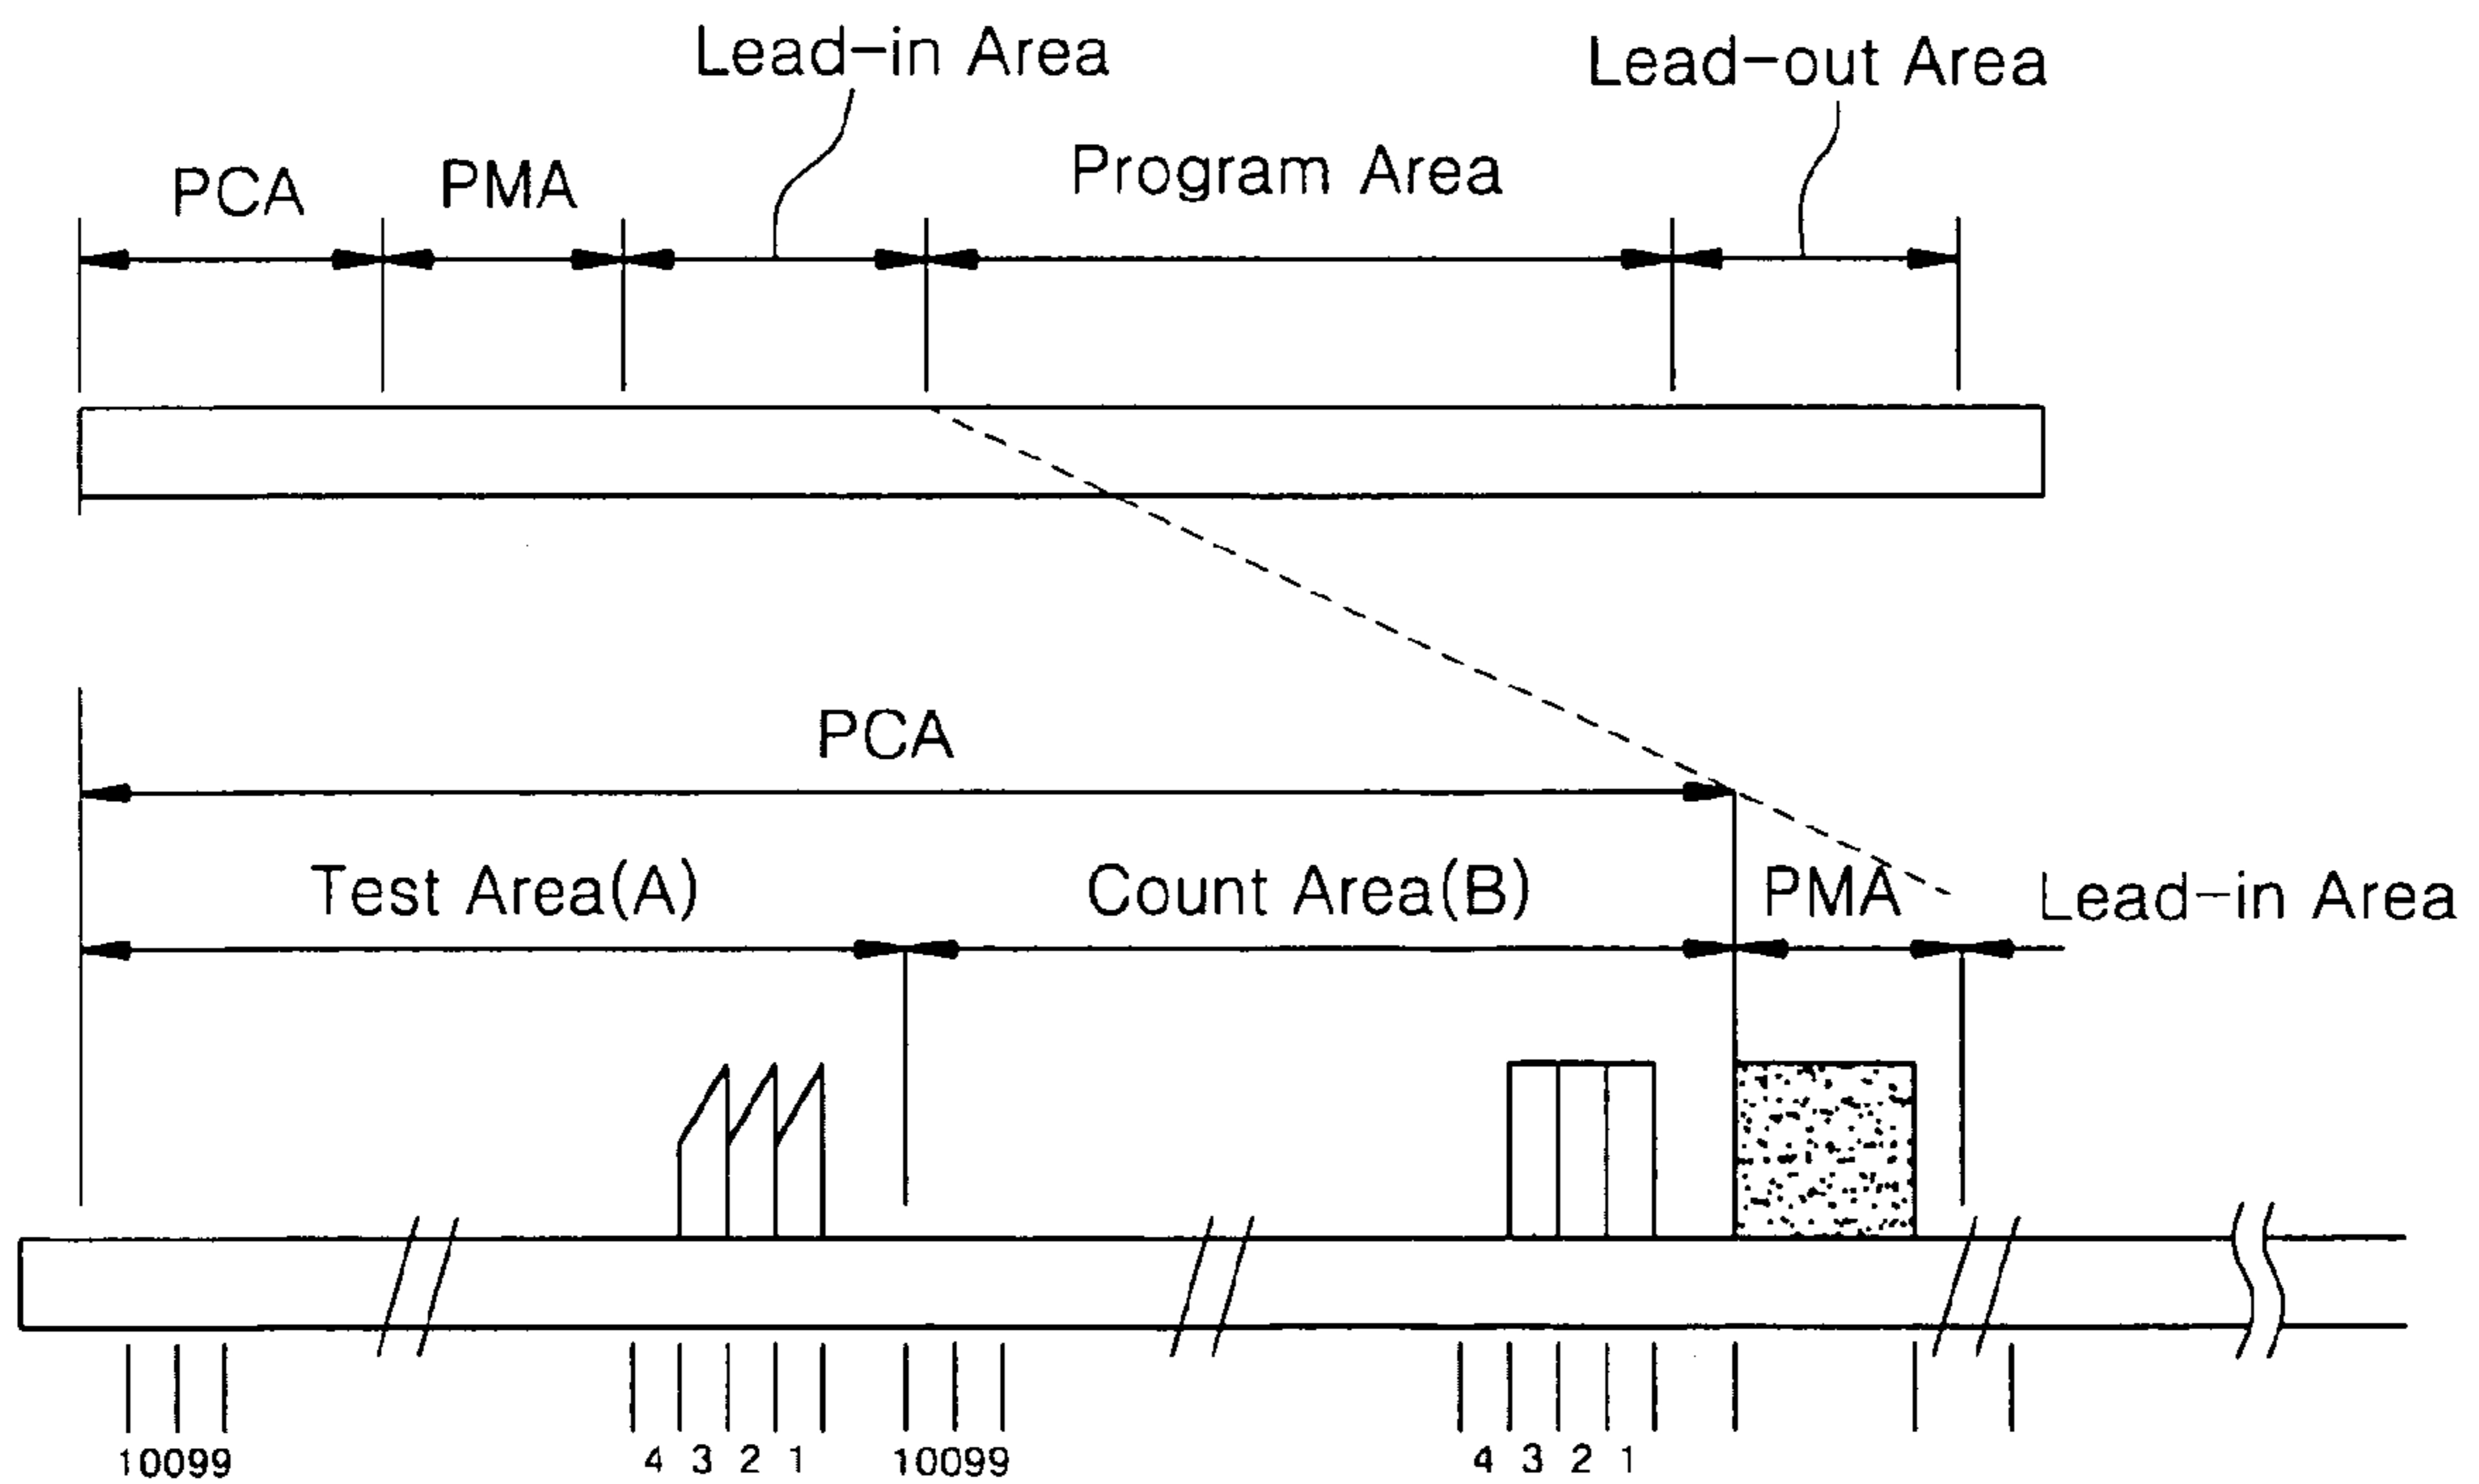 Lead-in Area
Lead-out Area
PCA PMA Program Area
PCA
Test Area(A) Count Area(B) PMA Lead-in Area
10099 4 3 2 1 10099 4 3 2 1